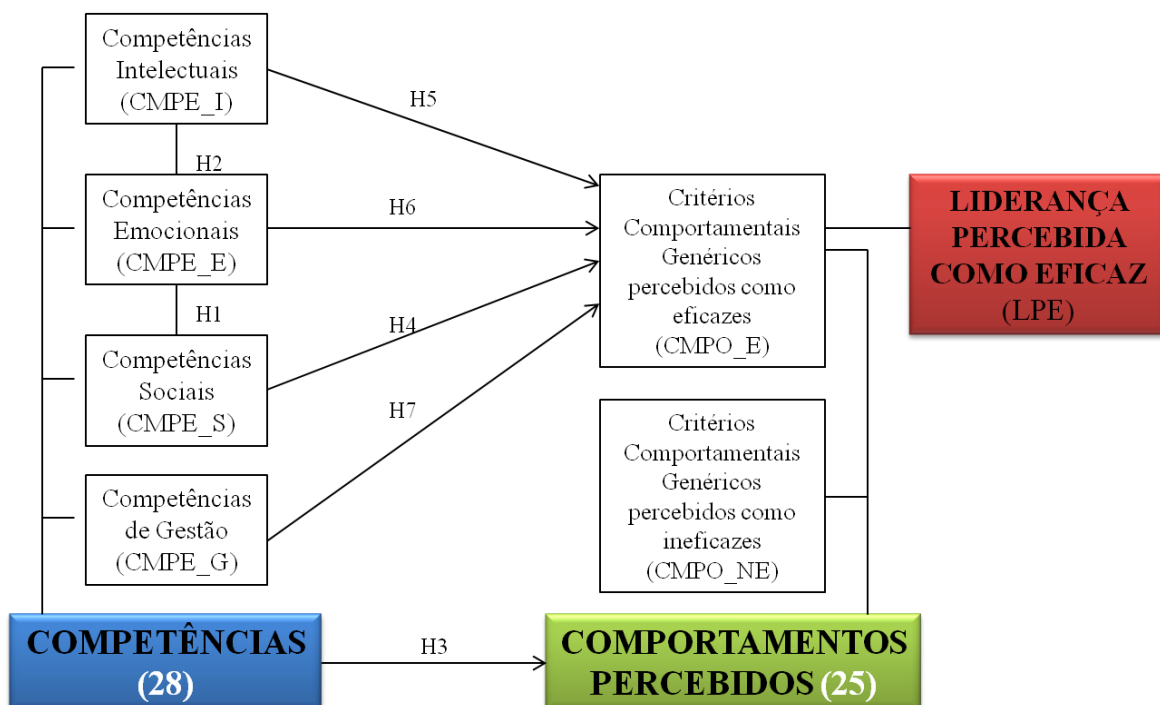 Competências
Intelectuais
(CMPE_I)
H5
H2
Competências
Emocionais
(CMPE_E)
H6
Critérios
Comportamentais
Genéricos
percebidos como
eficazes
(CMPO_E)
LIDERANÇA
PERCEBIDA
COMO EFICAZ
(LPE)
H1
H4
Competências
Sociais
(CMPE_S)
H7
Critérios
Comportamentais
Genéricos
percebidos como
ineficazes
(CMPO_NE)
Competências
de Gestão
(CMPE_G)
COMPETÊNCIAS
(28)
H3
COMPORTAMENTOS
PERCEBIDOS (25)